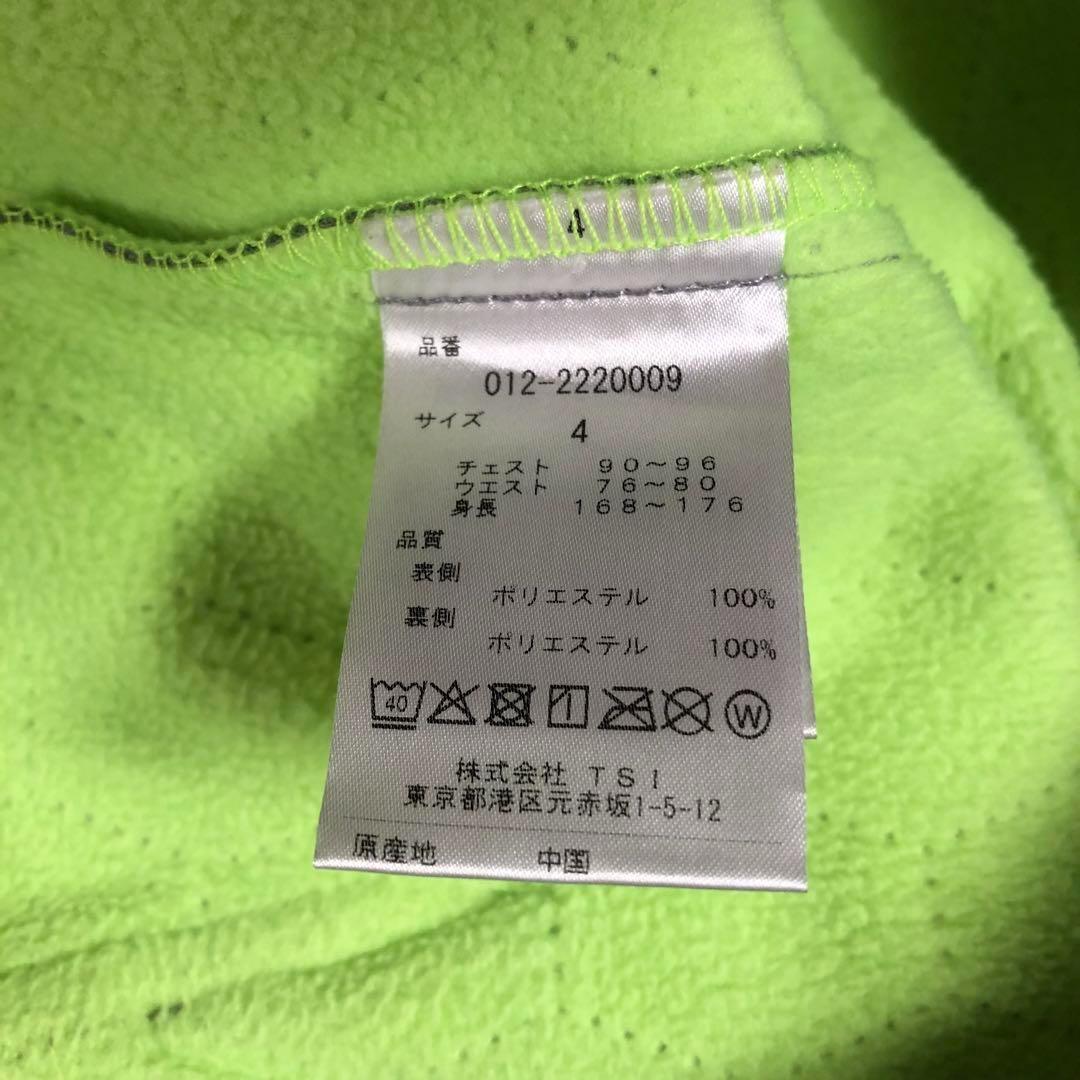 4
品番
012-2220009
サイズ
4
チェスト 90～96
ウエスト 76～80
身長 168～176
品質
表側
ポリエステル 100%
裏側
ポリエステル 100%
40 W
株式会社 TSI
東京都港区元赤坂1-5-12
原産地 中国